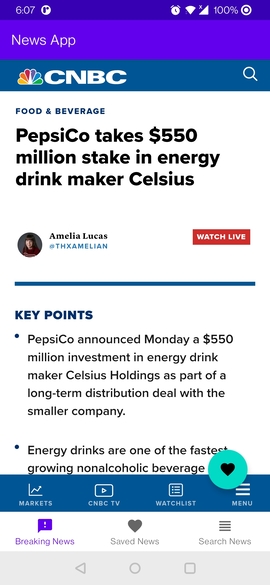 6:07
100%
News App
CNBC
FOOD & BEVERAGE
PepsiCo takes $550
million stake in energy
drink maker Celsius
Amelia Lucas
@THXAMELIAN
WATCH LIVE
KEY POINTS
• PepsiCo announced Monday a $550
million investment in energy drink
maker Celsius Holdings as part of a
long-term distribution deal with the
smaller company.
• Energy drinks are one of the fastest
growing nonalcoholic beverage
MARKETS
CNBC TV
WATCHLIST
MENU
Breaking News
Saved News
Search News